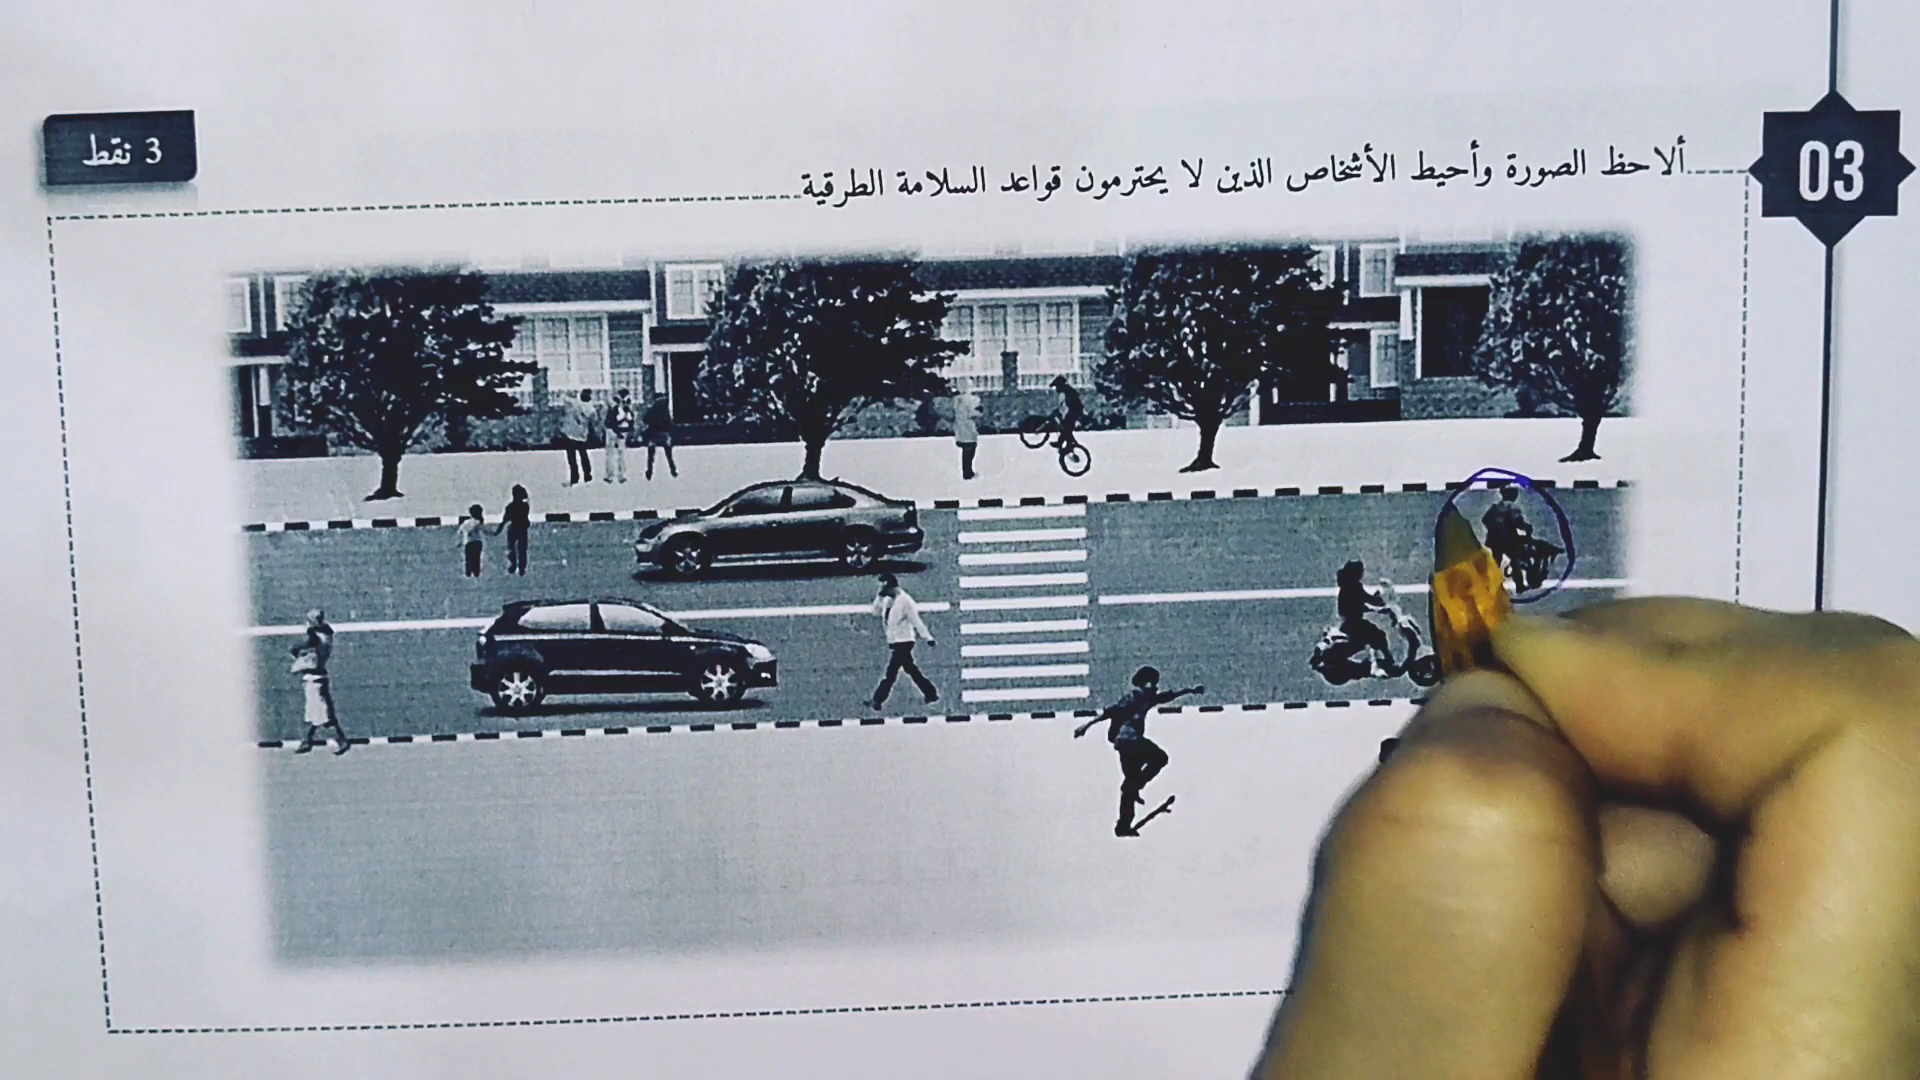 03
ألاحظ الصورة وأحيط الأشخاص الذين لا يحترمون قواعد السلامة الطرقية
3 نقط